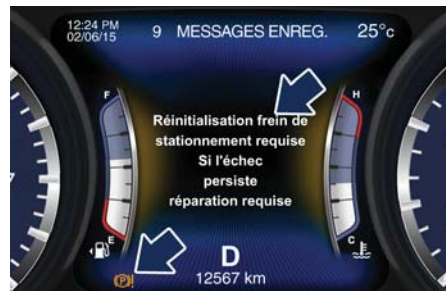 12:24 PM
02/06/15
9 MESSAGES ENREG.
25°c
F
H
Réinitialisation frein de
stationnement requise
Si l'échec
persiste
réparation requise
E
C
D
(P)!
12567 km